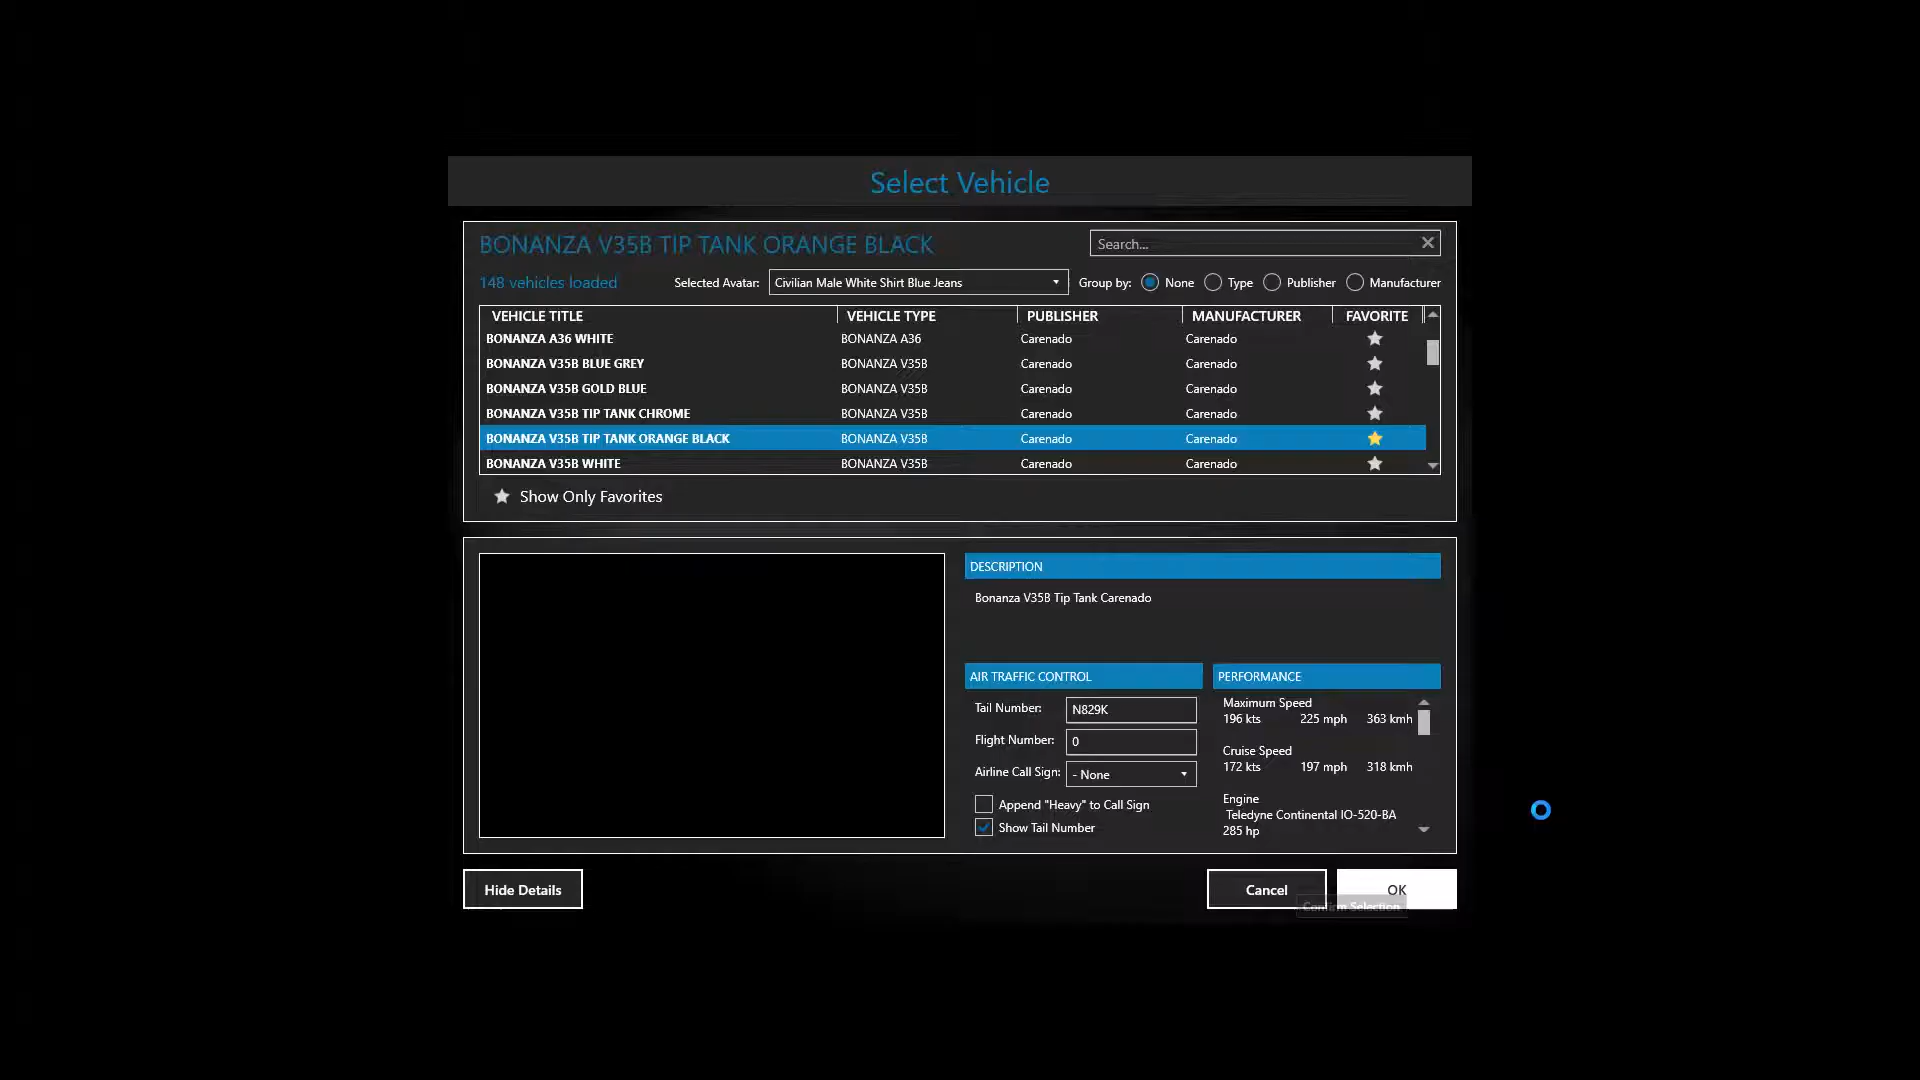 Select Vehicle
BONANZA V35B TIP TANK ORANGE BLACK
Search...
148 vehicles loaded
Selected Avatar: Civilian Male White Shirt Blue Jeans
Group by: None Type Publisher Manufacturer
VEHICLE TITLE VEHICLE TYPE PUBLISHER MANUFACTURER FAVORITE
BONANZA A36 WHITE BONANZA A36 Carenado Carenado
BONANZA V35B BLUE GREY BONANZA V35B Carenado Carenado
BONANZA V35B GOLD BLUE BONANZA V35B Carenado Carenado
BONANZA V35B TIP TANK CHROME BONANZA V35B Carenado Carenado
BONANZA V35B TIP TANK ORANGE BLACK BONANZA V35B Carenado Carenado
BONANZA V35B WHITE BONANZA V35B Carenado Carenado
Show Only Favorites
DESCRIPTION
Bonanza V35B Tip Tank Carenado
AIR TRAFFIC CONTROL
Tail Number: N829K
Flight Number: 0
Airline Call Sign: - None
Append "Heavy" to Call Sign
Show Tail Number
PERFORMANCE
Maximum Speed
196 kts 225 mph 363 kmh
Cruise Speed
172 kts 197 mph 318 kmh
Engine
Teledyne Continental IO-520-BA
285 hp
Hide Details
Cancel
OK
Confirm Selection